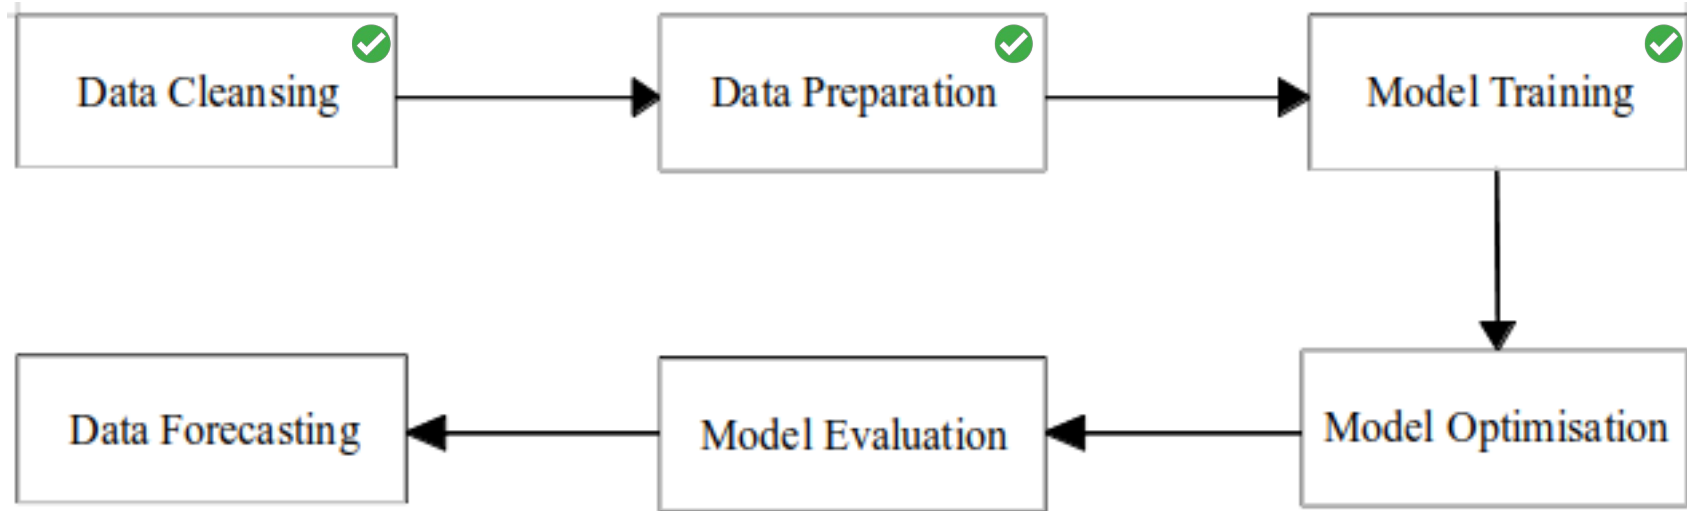 Data Cleansing
Data Preparation
Model Training
Model Optimisation
Model Evaluation
Data Forecasting